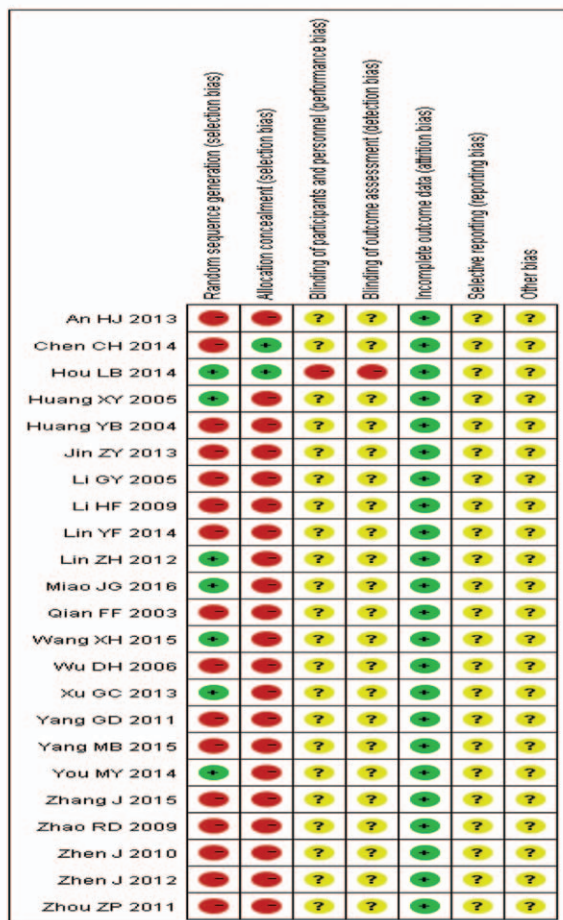 Random sequence generation (selection bias)
Allocation concealment (selection bias)
Blinding of participants and personnel (performance bias)
Blinding of outcome assessment (detection bias)
Incomplete outcome data (attrition bias)
Selective reporting (reporting bias)
Other bias
An HJ 2013 - - ? ? + ? ?
Chen CH 2014 - + ? ? + ? ?
Hou LB 2014 + + - - + ? ?
Huang XY 2005 + - ? ? + ? ?
Huang YB 2004 - - ? ? + ? ?
Jin ZY 2013 - - ? ? + ? ?
Li GY 2005 - - ? ? + ? ?
Li HF 2009 - - ? ? + ? ?
Lin YF 2014 - - ? ? + ? ?
Lin ZH 2012 + - ? ? + ? ?
Miao JG 2016 + - ? ? + ? ?
Qian FF 2003 - - ? ? + ? ?
Wang XH 2015 + - ? ? + ? ?
Wu DH 2006 - - ? ? + ? ?
Xu GC 2013 + - ? ? + ? ?
Yang GD 2011 - - ? ? + ? ?
Yang MB 2015 - - ? ? + ? ?
You MY 2014 + - ? ? + ? ?
Zhang J 2015 - - ? ? + ? ?
Zhao RD 2009 - - ? ? + ? ?
Zhen J 2010 - - ? ? + ? ?
Zhen J 2012 - - ? ? + ? ?
Zhou ZP 2011 - - ? ? + ? ?